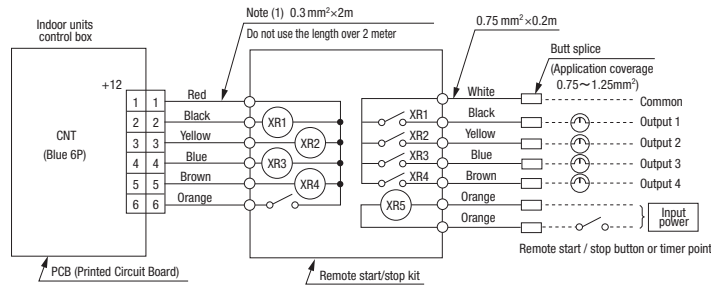 Note (1) 0.3 mm²×2m
Do not use the length over 2 meter
0.75 mm²×0.2m
Indoor units
control box
Butt splice
(Application coverage
0.75～1.25mm²)
+12
CNT
(Blue 6P)
1 1 Red
2 2 Black XR1
3 3 Yellow XR2
4 4 Blue XR3
5 5 Brown XR4
6 6 Orange
White Common
XR1 Black Output 1
XR2 Yellow Output 2
XR3 Blue Output 3
XR4 Brown Output 4
XR5 Orange
Orange
Input
power
Remote start / stop button or timer point
PCB (Printed Circuit Board)
Remote start/stop kit